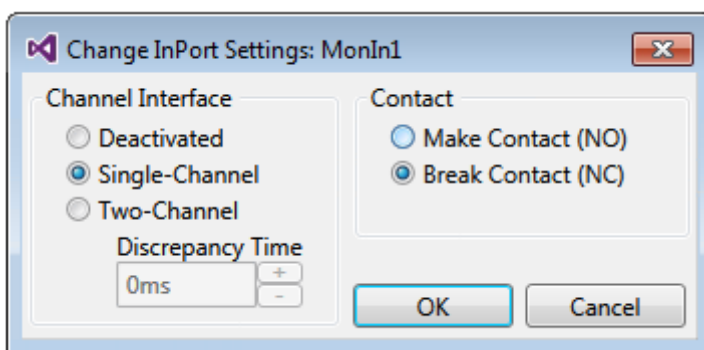 Change InPort Settings: MonIn1
Channel Interface
Deactivated
Single-Channel
Two-Channel
Discrepancy Time
0ms
+
-
Contact
Make Contact (NO)
Break Contact (NC)
OK
Cancel